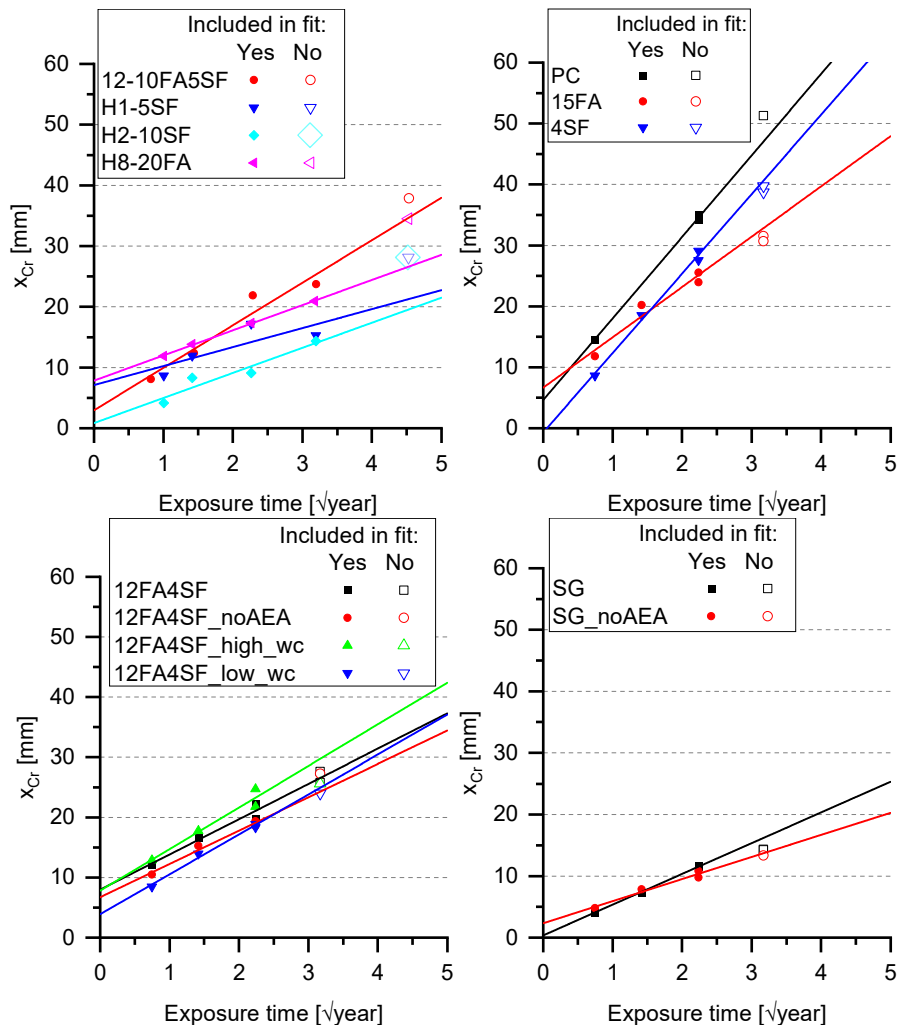 Included in fit:
Yes No
12-10FA5SF
H1-5SF
H2-10SF
H8-20FA
60
50
40
30
20
10
0
x_Cr [mm]
0 1 2 3 4 5
Exposure time [√year]
Included in fit:
Yes No
PC
15FA
4SF
60
50
40
30
20
10
0
x_Cr [mm]
0 1 2 3 4 5
Exposure time [√year]
Included in fit:
Yes No
12FA4SF
12FA4SF_noAEA
12FA4SF_high_wc
12FA4SF_low_wc
60
50
40
30
20
10
0
x_Cr [mm]
0 1 2 3 4 5
Exposure time [√year]
Included in fit:
Yes No
SG
SG_noAEA
60
50
40
30
20
10
0
x_Cr [mm]
0 1 2 3 4 5
Exposure time [√year]